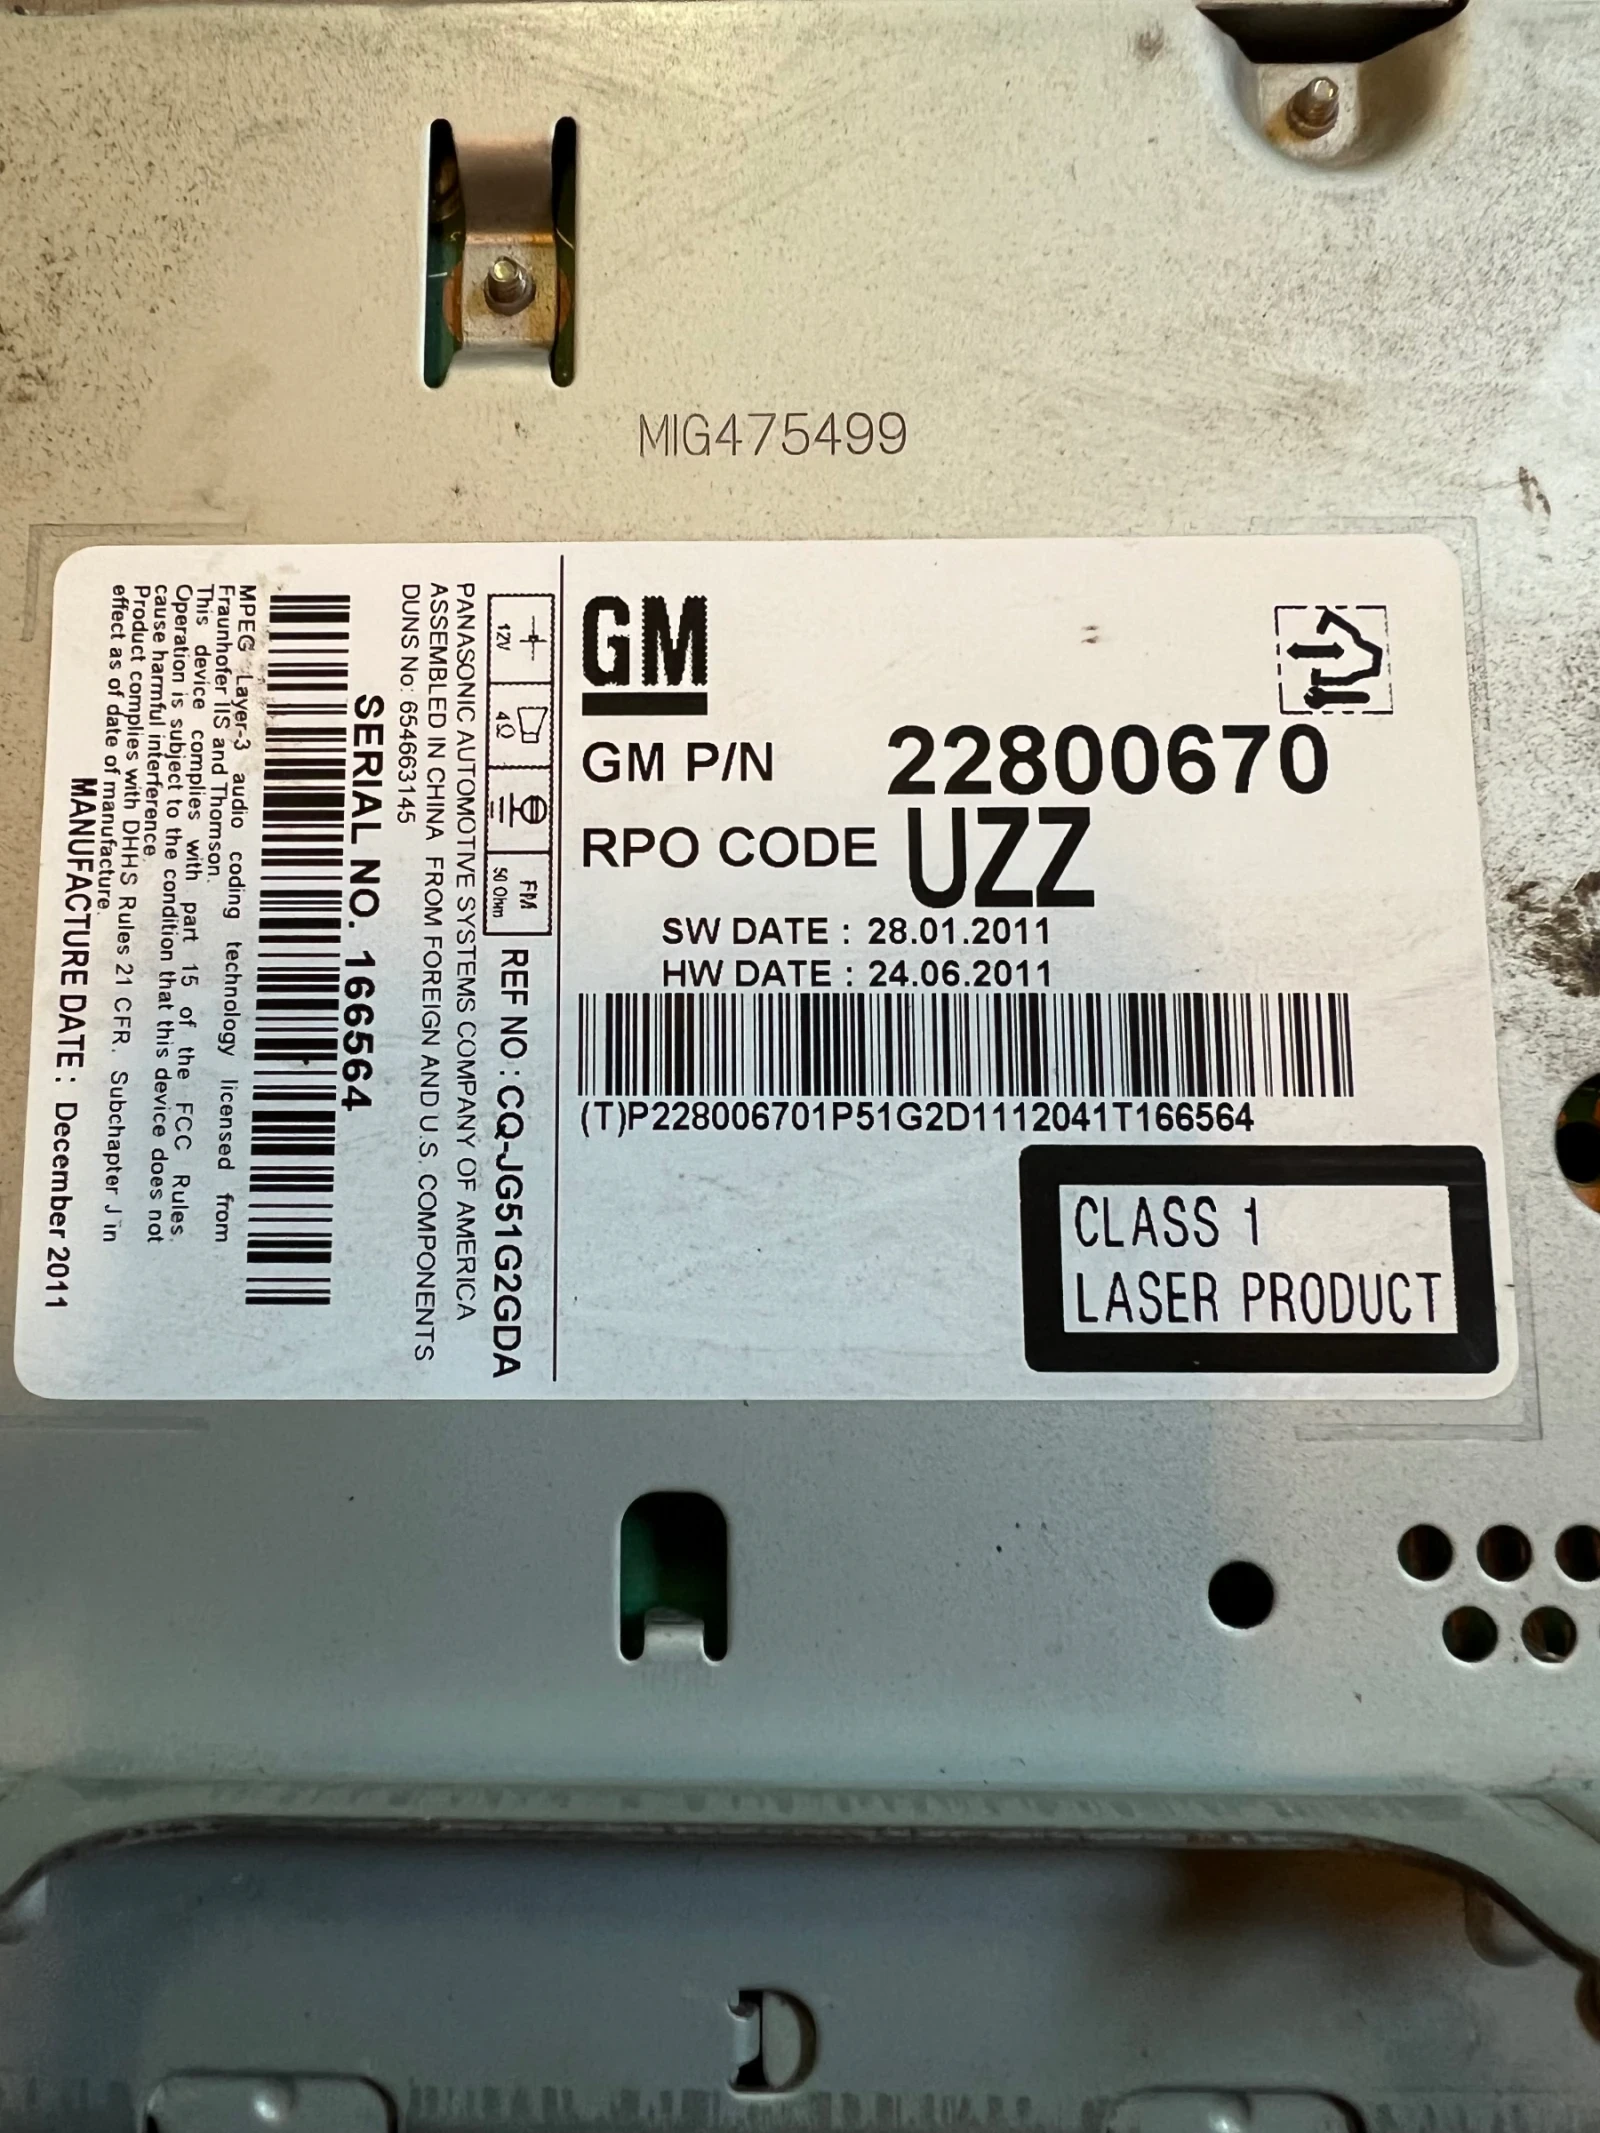 MIG475499
GM
GM P/N 22800670
RPO CODE UZZ
SW DATE : 28.01.2011
HW DATE : 24.06.2011
(T)P228006701P51G2D1112041T166564
CLASS 1
LASER PRODUCT
12V 4Ω FM 50 Ohm
REF NO : CQ-JG51G2GDA
PANASONIC AUTOMOTIVE SYSTEMS COMPANY OF AMERICA
ASSEMBLED IN CHINA FROM FOREIGN AND U.S. COMPONENTS
DUNS No: 654663145
SERIAL NO. 166564
MPEG Layer-3 audio coding technology licensed from
Fraunhofer IIS and Thomson.
This device complies with part 15 of the FCC Rules.
Operation is subject to the condition that this device does not
cause harmful interference.
Product complies with DHHS Rules 21 CFR. Subchapter J in
effect as of date of manufacture.
MANUFACTURE DATE : December 2011